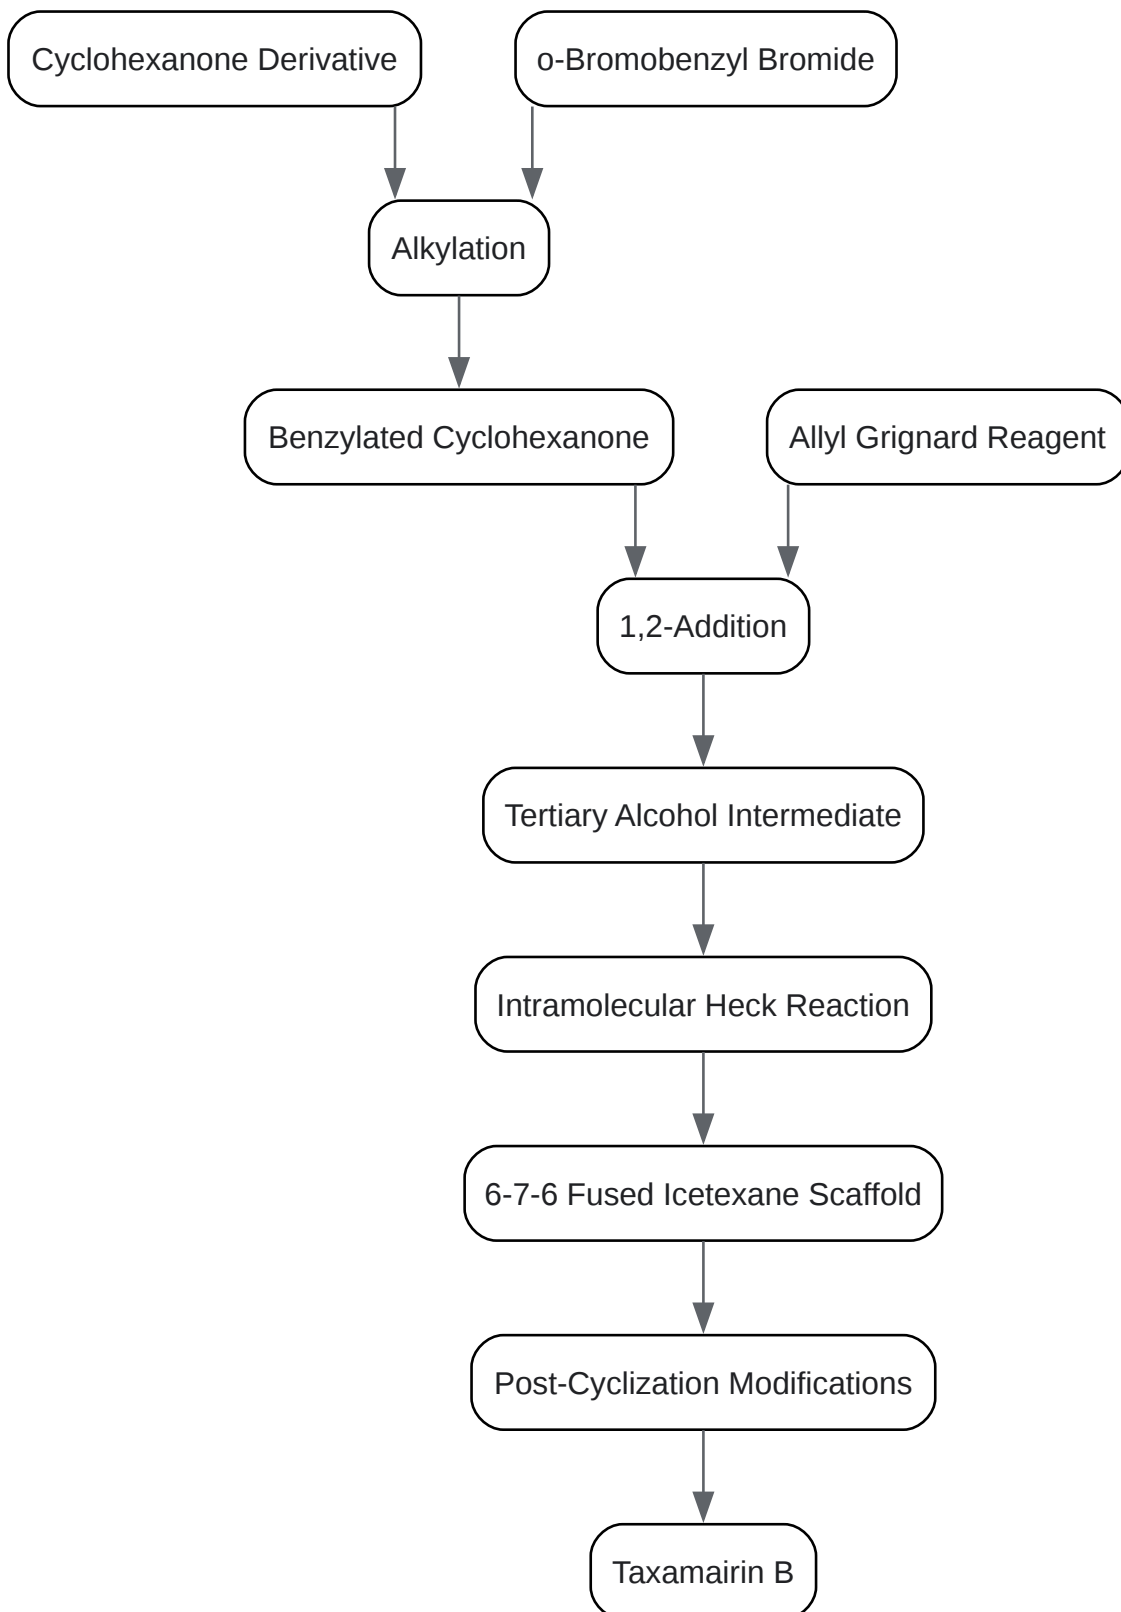 Cyclohexanone Derivative
o-Bromobenzyl Bromide
Alkylation
Benzylated Cyclohexanone
Allyl Grignard Reagent
1,2-Addition
Tertiary Alcohol Intermediate
Intramolecular Heck Reaction
6-7-6 Fused Icetexane Scaffold
Post-Cyclization Modifications
Taxamairin B